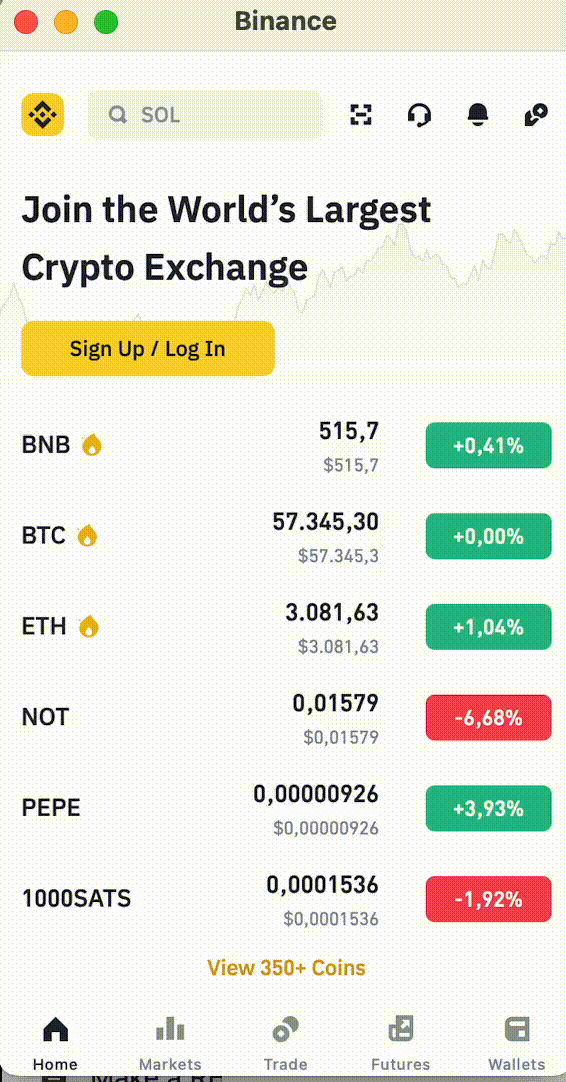 Binance
SOL
Join the World’s Largest
Crypto Exchange
Sign Up / Log In
BNB 515,7 +0,41%
$515,7
BTC 57.345,30 +0,00%
$57.345,3
ETH 3.081,63 +1,04%
$3.081,63
NOT 0,01579 -6,68%
$0,01579
PEPE 0,00000926 +3,93%
$0,00000926
1000SATS 0,0001536 -1,92%
$0,0001536
View 350+ Coins
Home Markets Trade Futures Wallets